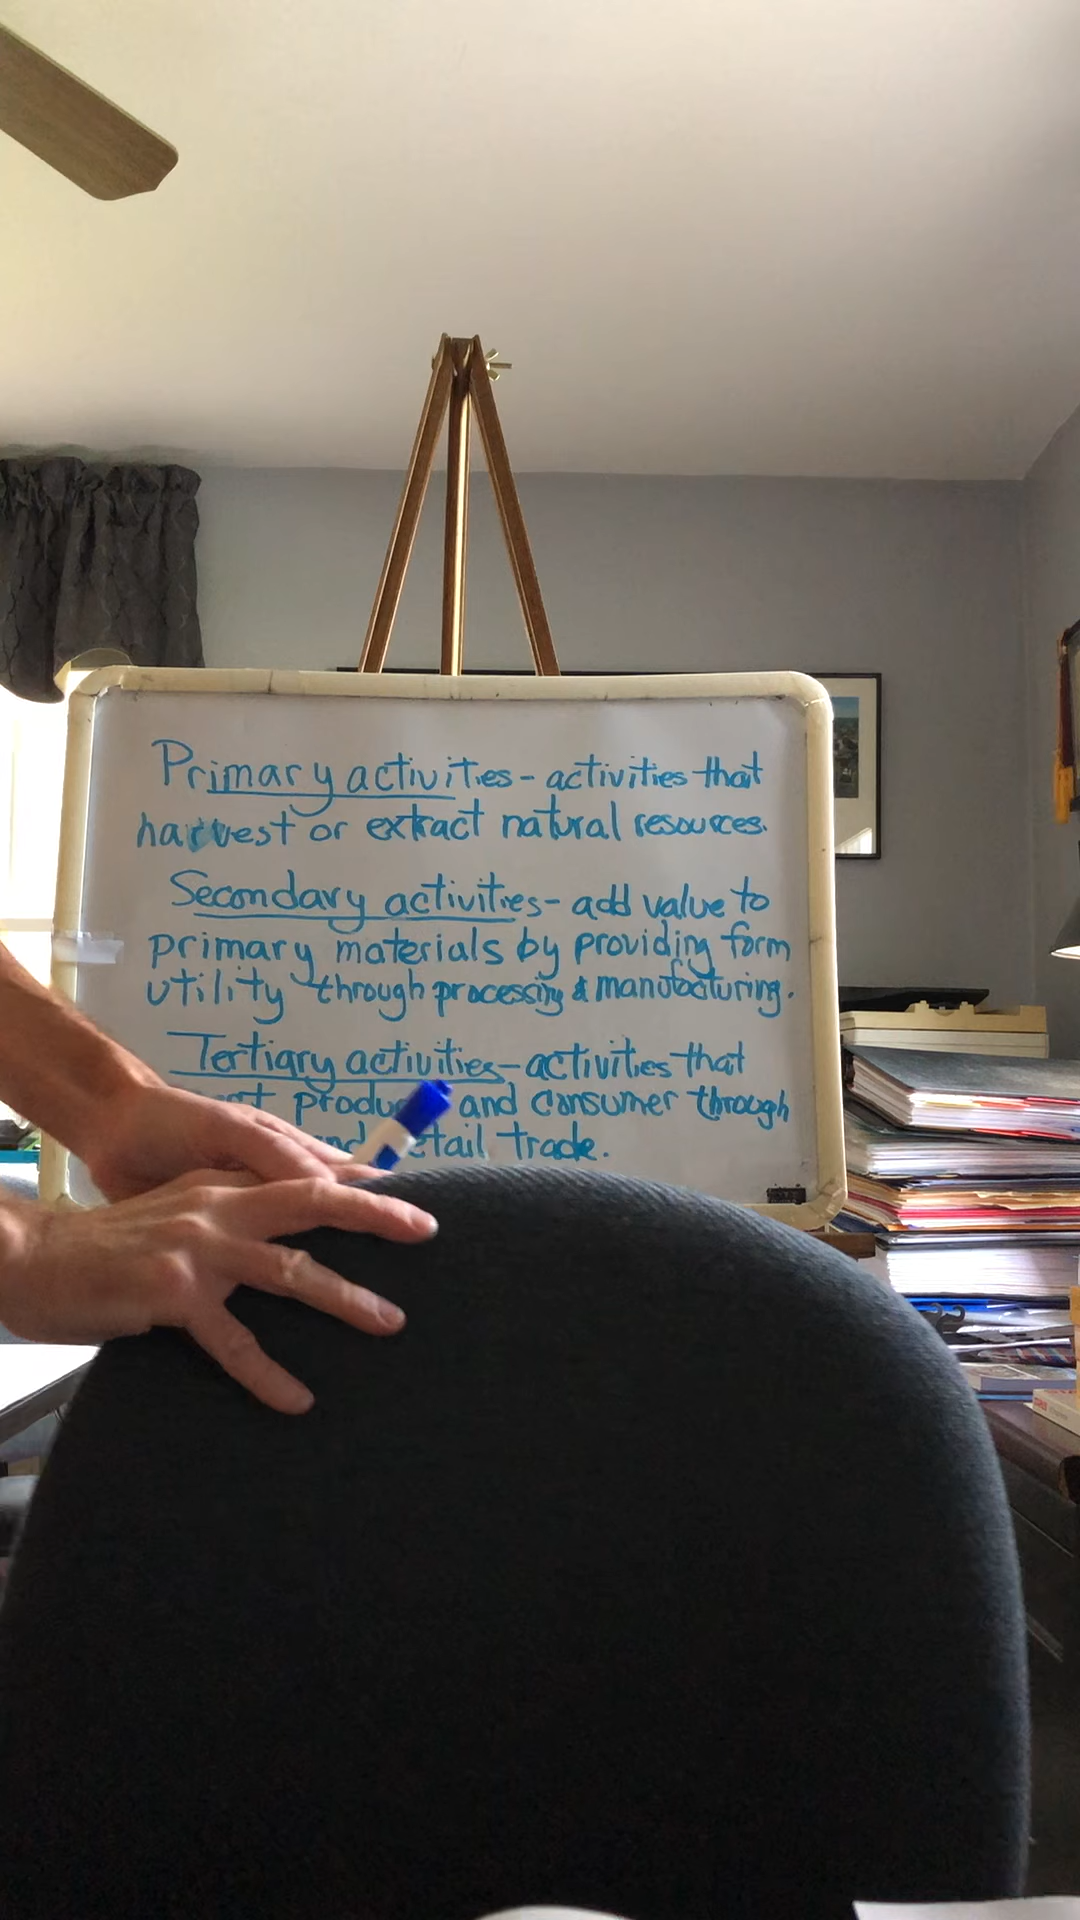 Primary activities - activities that
harvest or extract natural resources.
Secondary activities - add value to
primary materials by providing form
utility through processing & manufacturing.
Tertiary activities - activities that
and consumer through
trade.